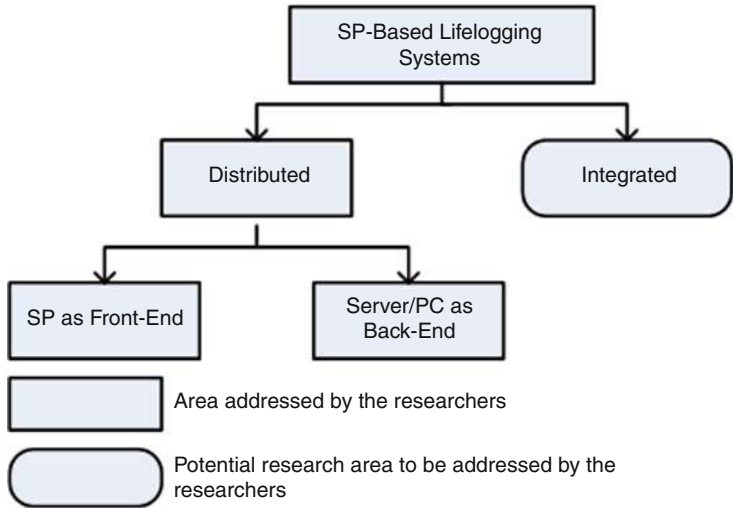 SP-Based Lifelogging
Systems
Distributed
Integrated
SP as Front-End
Server/PC as
Back-End
Area addressed by the researchers
Potential research area to be addressed by the
researchers